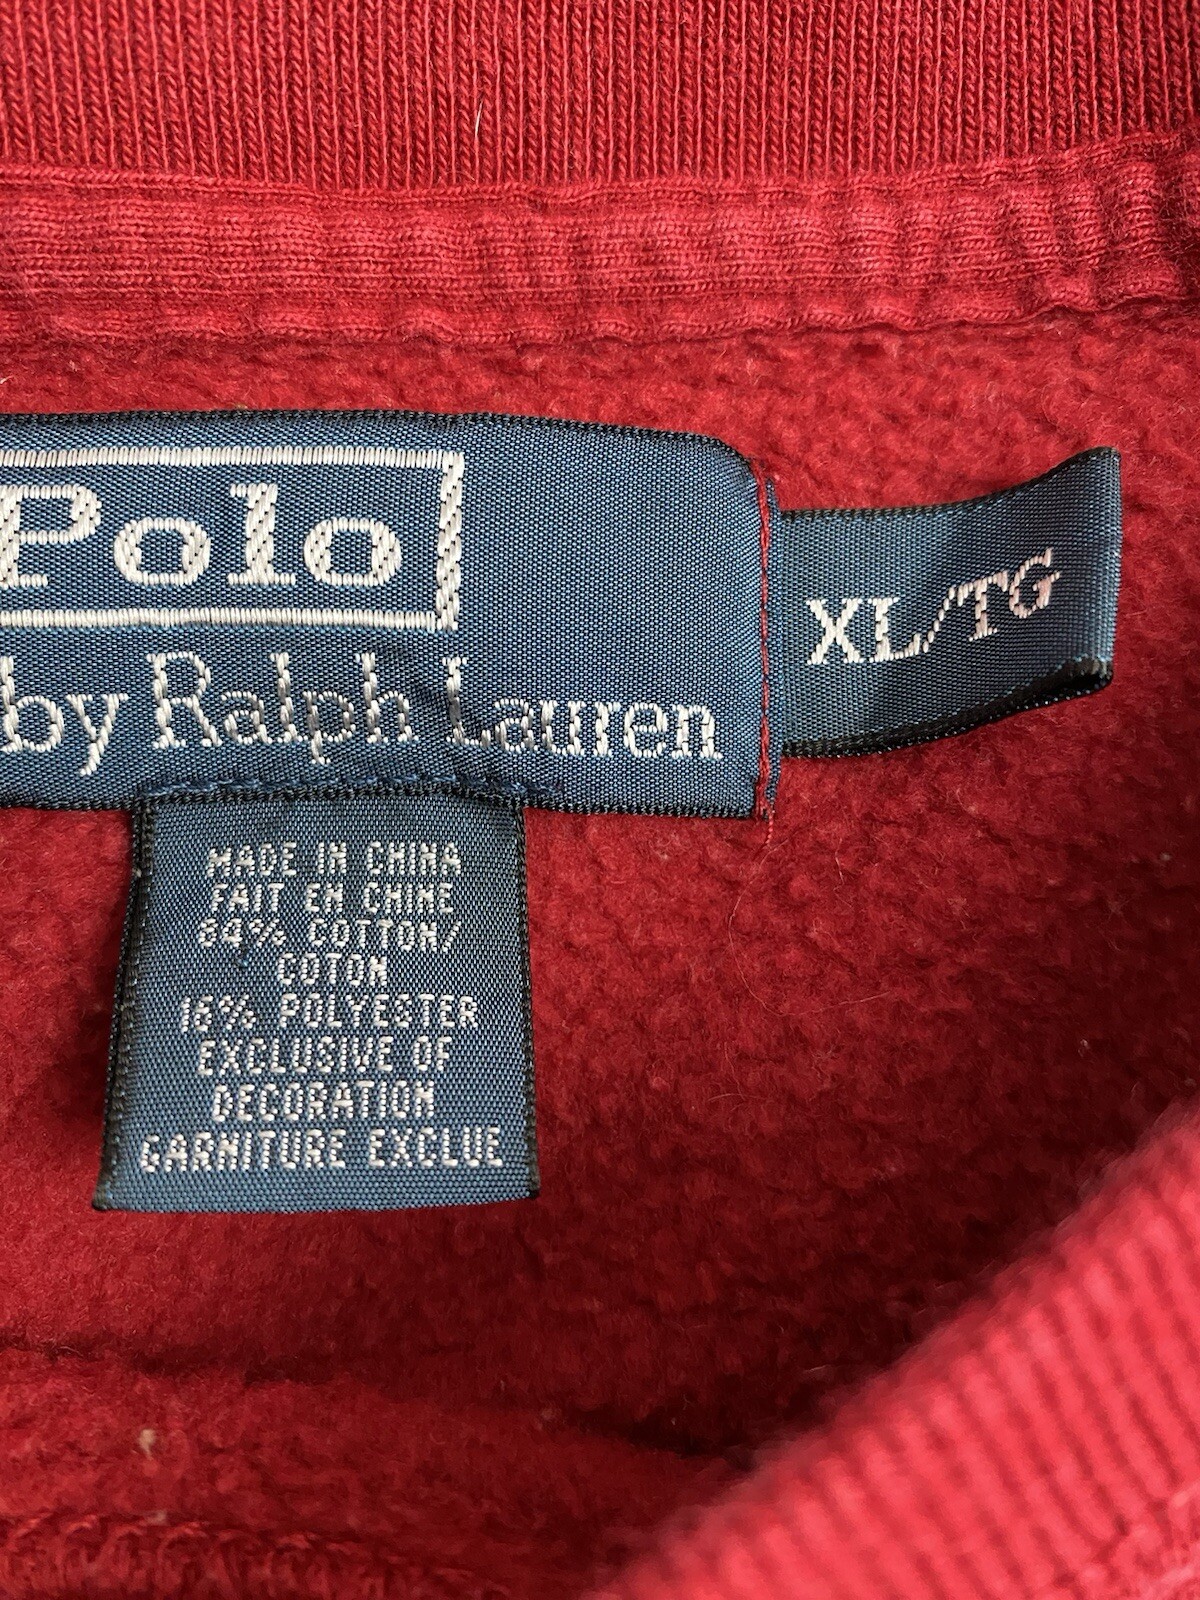 Polo
by Ralph Lauren
XL/TG
MADE IN CHINA
FAIT EN CHINE
84% COTTON/
COTON
16% POLYESTER
EXCLUSIVE OF
DECORATION
GARNITURE EXCLUE